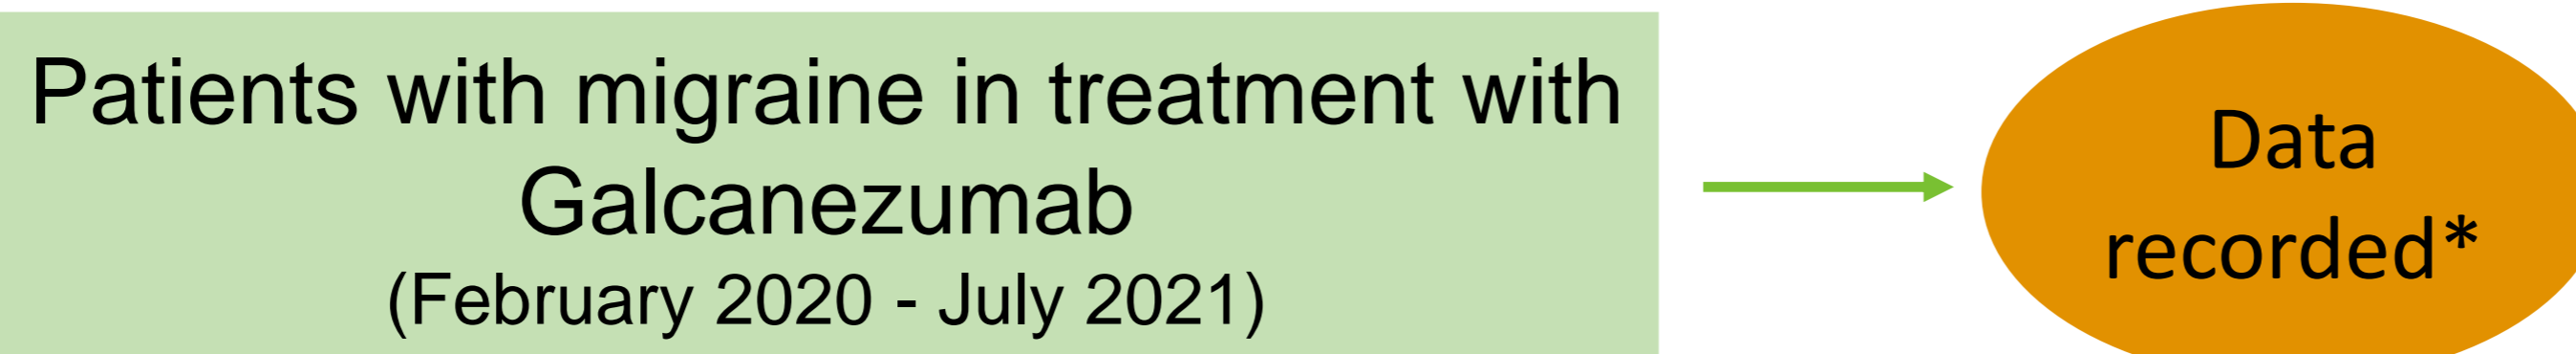 Patients with migraine in treatment with
Galcanezumab
(February 2020 - July 2021)
Data
recorded*